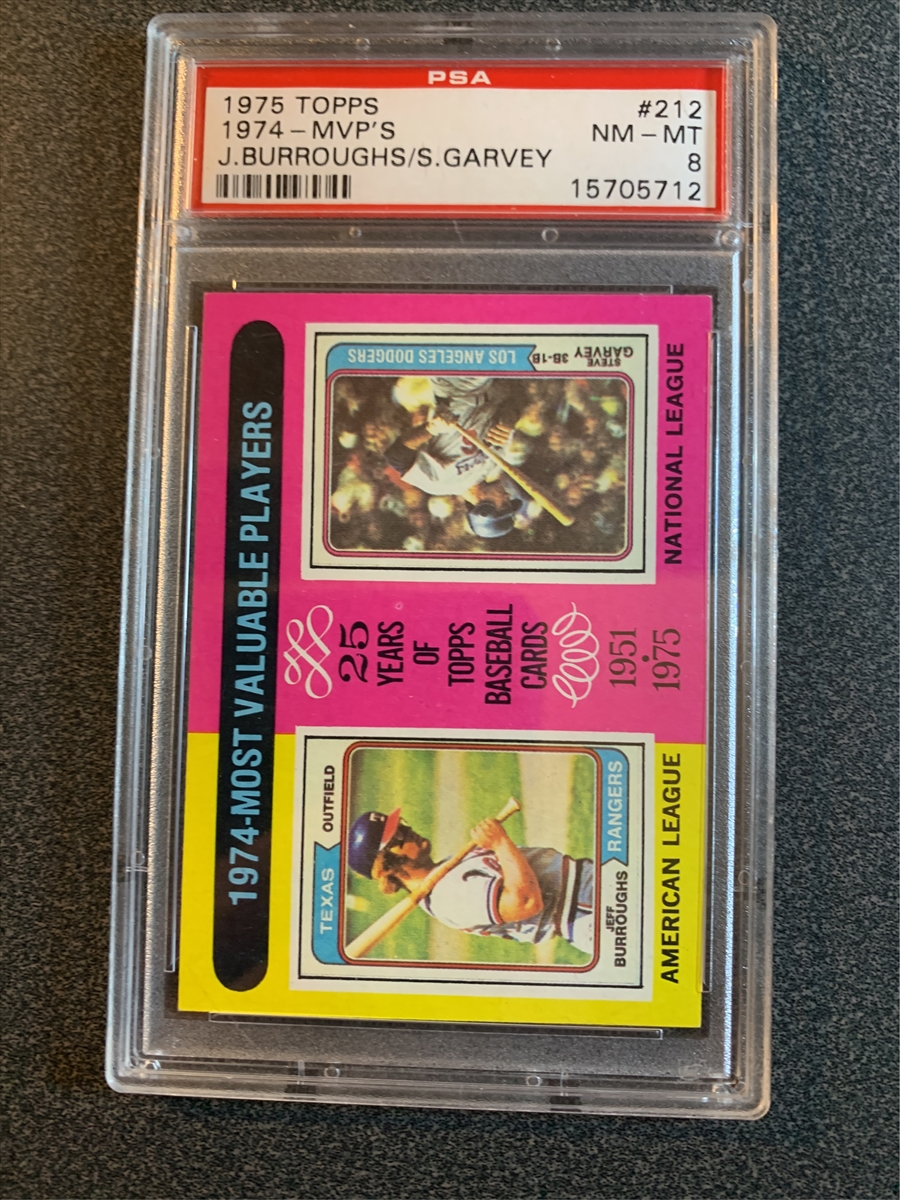 PSA
1975 TOPPS #212
1974 - MVP'S NM - MT
J.BURROUGHS/S.GARVEY 8
15705712
1974-MOST VALUABLE PLAYERS
TEXAS
OUTFIELD
JEFF
BURROUGHS
RANGERS
AMERICAN LEAGUE
25
YEARS
OF
TOPPS
BASEBALL
CARDS
1951
•
1975
LOS ANGELES DODGERS
STEVE
GARVEY 3B-1B
NATIONAL LEAGUE